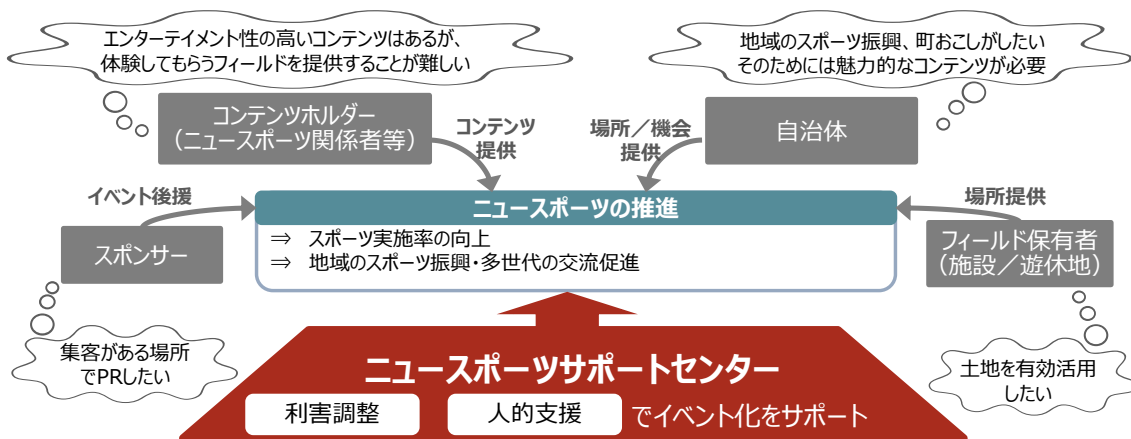 エンターテイメント性の高いコンテンツはあるが、
体験してもらうフィールドを提供することが難しい
地域のスポーツ振興、町おこしがしたい
そのためには魅力的なコンテンツが必要
コンテンツホルダー
（ニュースポーツ関係者等）
コンテンツ
提供
場所／機会
提供
自治体
イベント後援
ニュースポーツの推進
場所提供
スポンサー
⇒ スポーツ実施率の向上
⇒ 地域のスポーツ振興・多世代の交流促進
フィールド保有者
（施設／遊休地）
集客がある場所
でPRしたい
土地を有効活用
したい
ニュースポーツサポートセンター
利害調整 人的支援 でイベント化をサポート